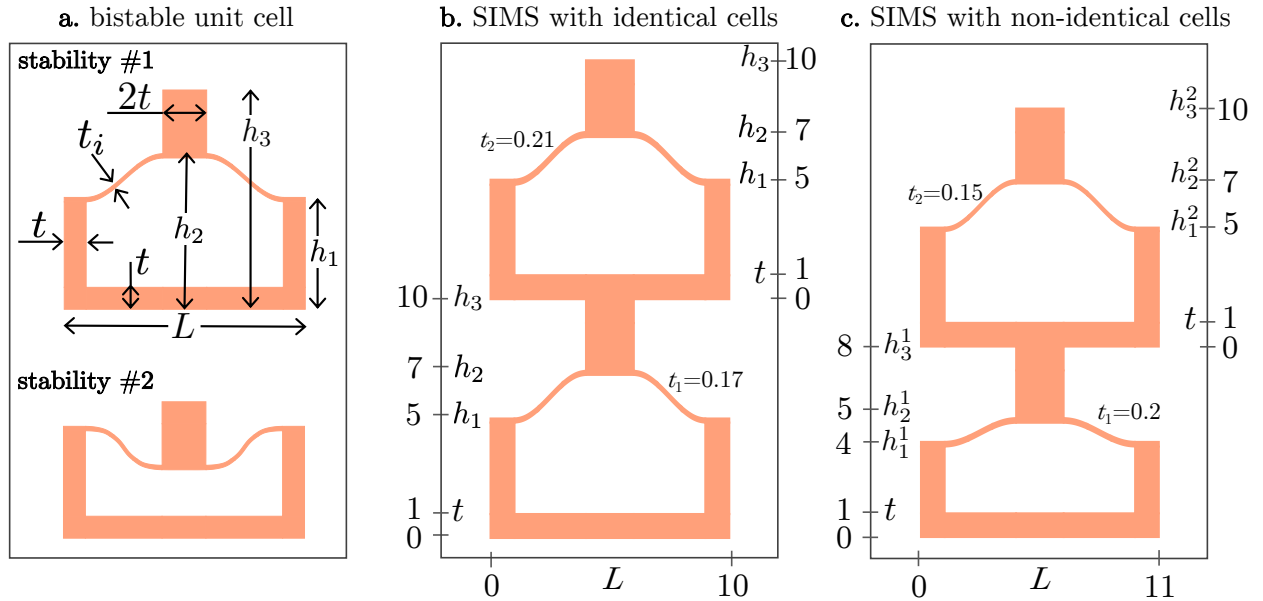 a. bistable unit cell
stability #1
2t
h₃
tᵢ
t
h₂
h₁
t
L
stability #2
b. SIMS with identical cells
h₃ 10
t₂=0.21
h₂ 7
h₁ 5
t 1
0
10 h₃
7 h₂
t₁=0.17
5 h₁
1 t
0
0 L 10
c. SIMS with non-identical cells
h₃² 10
h₂² 7
t₂=0.15
h₁² 5
t 1
0
8 h₃¹
5 h₂¹
t₁=0.2
4 h₁¹
1 t
0
0 L 11